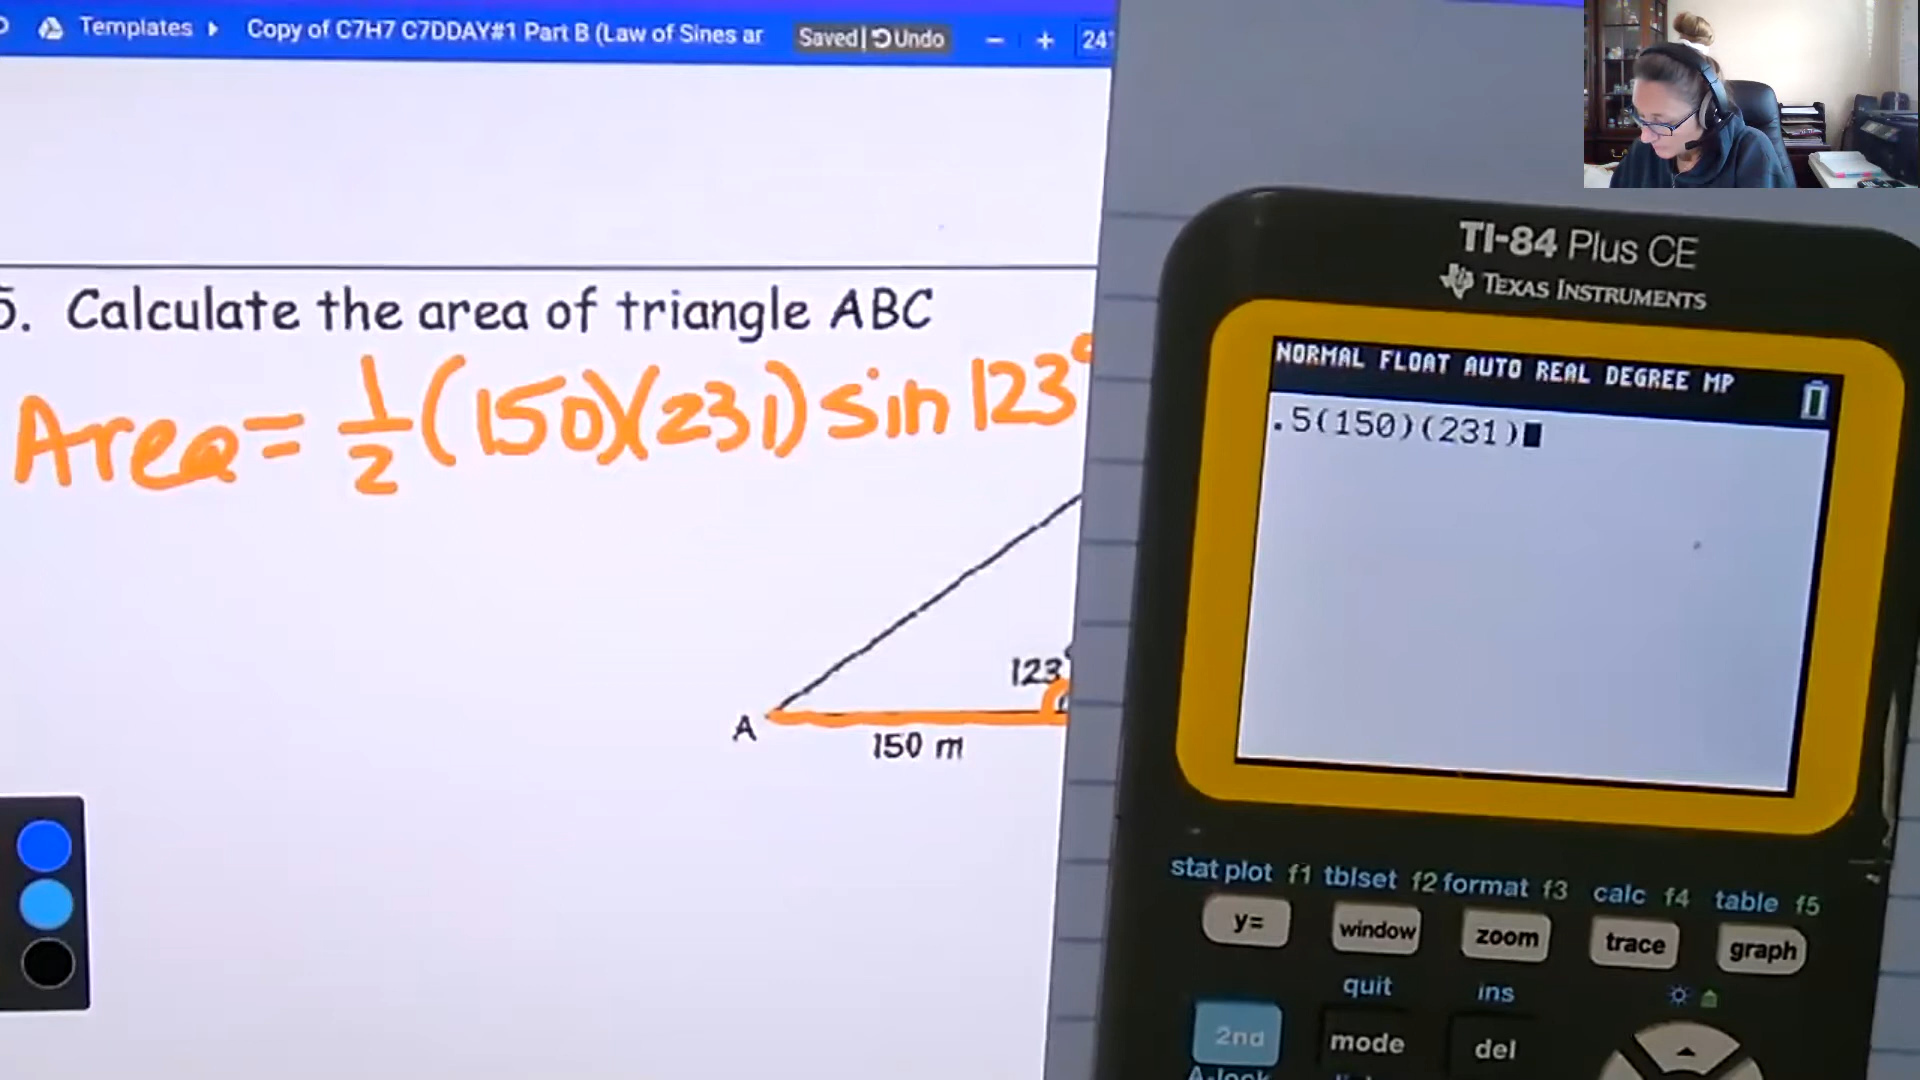 Templates Copy of C7H7 C7DDAY#1 Part B (Law of Sines ar Saved | Undo − + 241
5. Calculate the area of triangle ABC
Area = 1/2 (150)(231) sin 123°
123°
A
150 m
TI-84 Plus CE
TEXAS INSTRUMENTS
NORMAL FLOAT AUTO REAL DEGREE MP
.5(150)(231)
stat plot f1 tblset f2 format f3 calc f4 table f5
y= window zoom trace graph
quit ins
2nd mode del
A-lock